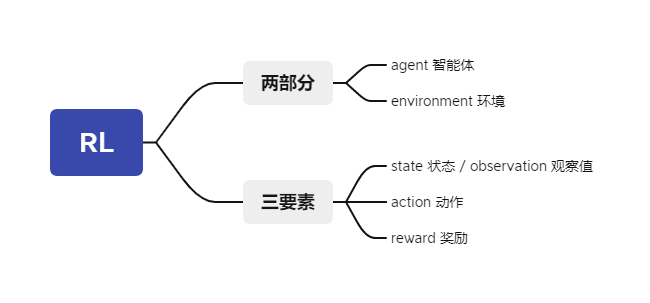 RL
两部分
agent 智能体
environment 环境
三要素
state 状态 / observation 观察值
action 动作
reward 奖励